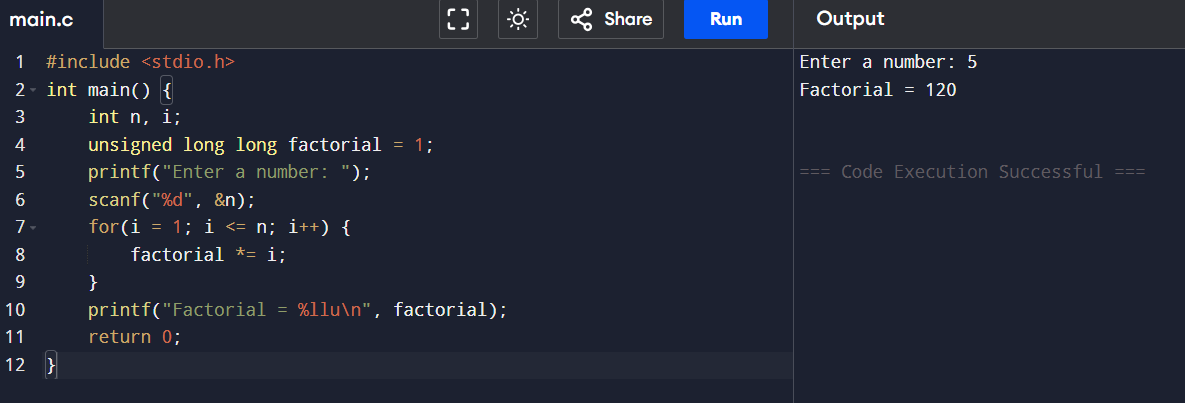 main.c
Share
Run
Output
1 #include <stdio.h>
2 int main() {
3     int n, i;
4     unsigned long long factorial = 1;
5     printf("Enter a number: ");
6     scanf("%d", &n);
7     for(i = 1; i <= n; i++) {
8         factorial *= i;
9     }
10     printf("Factorial = %llu\n", factorial);
11     return 0;
12 }
Enter a number: 5
Factorial = 120
=== Code Execution Successful ===